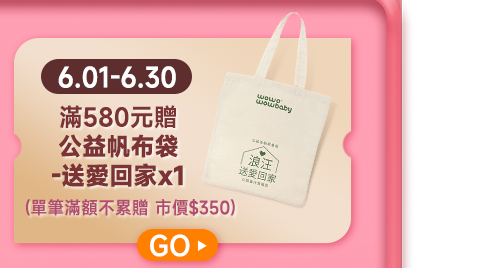 6.01-6.30
滿580元贈
公益帆布袋
-送愛回家x1
(單筆滿額不累贈 市價$350)
GO
wowo
wowbaby
浪汪
送愛回家